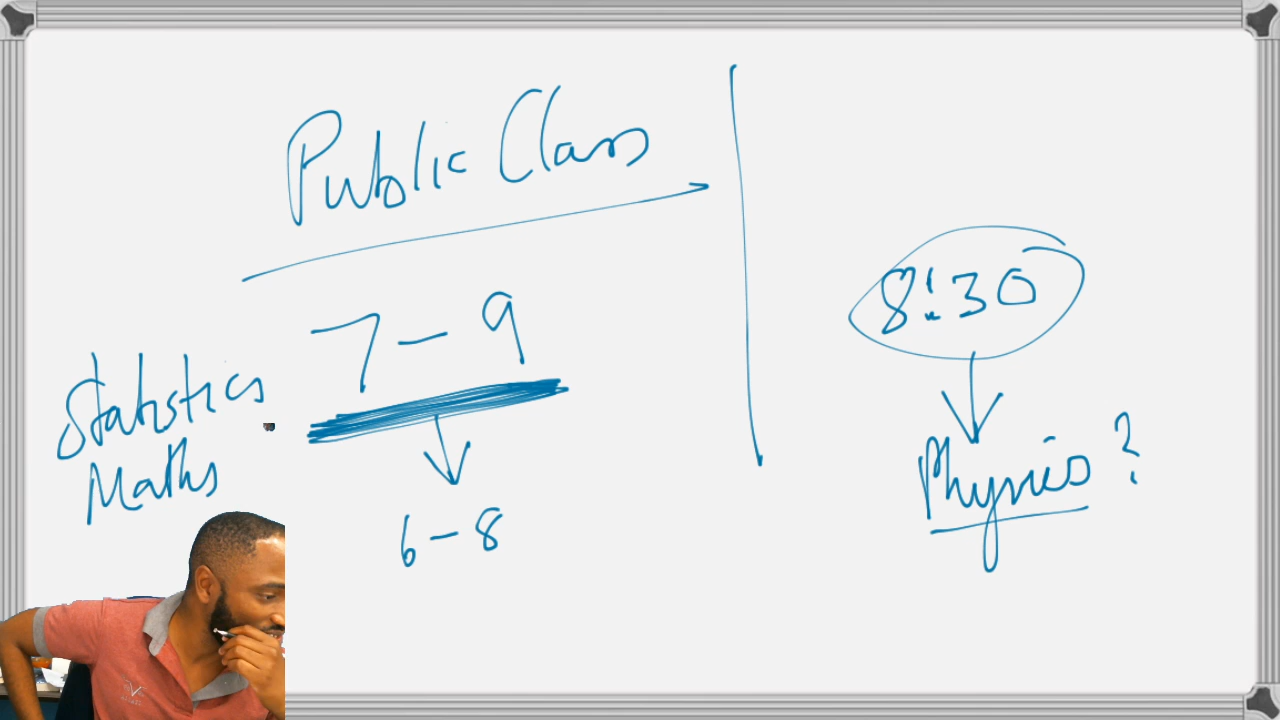 Public Class
7 - 9
Statistics
Maths
6 - 8
8:30
Physics ?